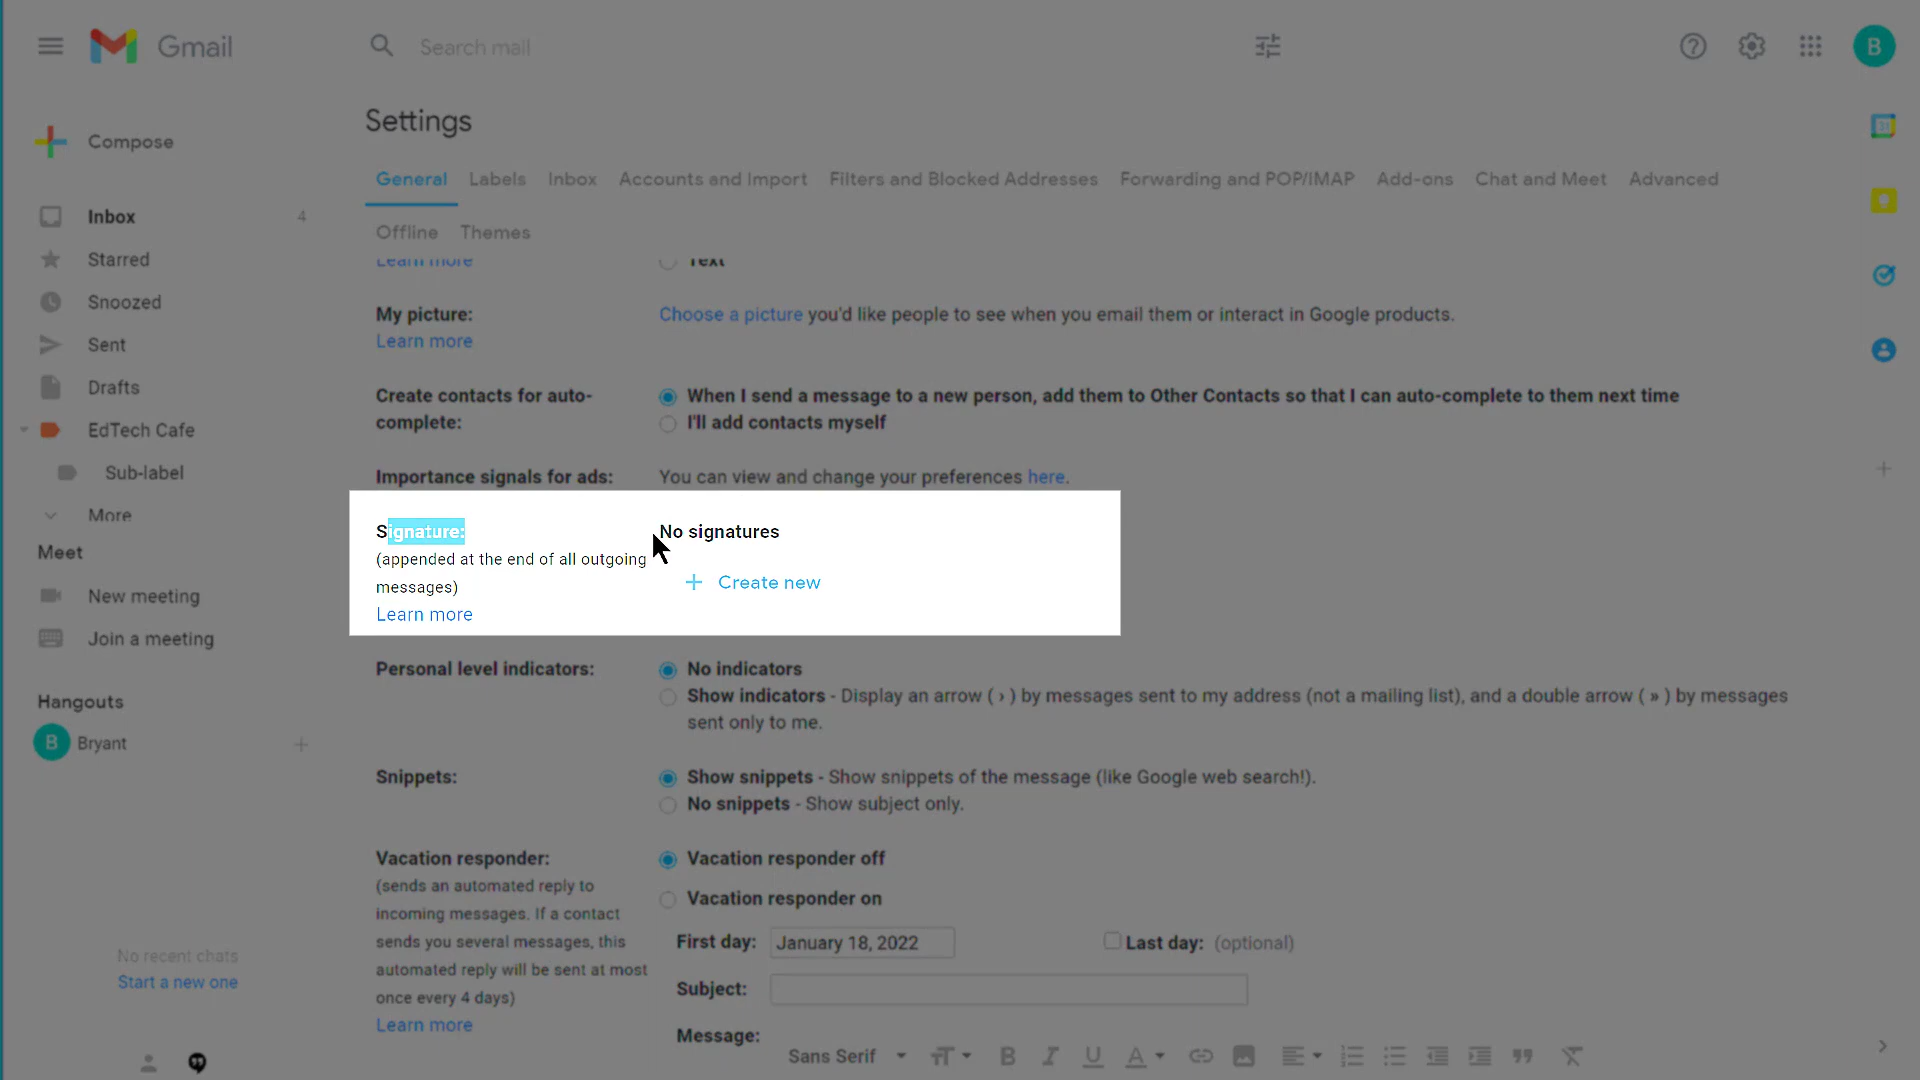 Gmail
Search mail
B
Compose
Inbox 4
Starred
Snoozed
Sent
Drafts
EdTech Cafe
Sub-label
More
Meet
New meeting
Join a meeting
Hangouts
B Bryant
No recent chats
Start a new one
Settings
General Labels Inbox Accounts and Import Filters and Blocked Addresses Forwarding and POP/IMAP Add-ons Chat and Meet Advanced
Offline Themes
Learn more Text
My picture: Choose a picture you'd like people to see when you email them or interact in Google products.
Learn more
Create contacts for auto- When I send a message to a new person, add them to Other Contacts so that I can auto-complete to them next time
complete: I'll add contacts myself
Importance signals for ads: You can view and change your preferences here.
Signature: No signatures
(appended at the end of all outgoing
messages) Create new
Learn more
Personal level indicators: No indicators
Show indicators - Display an arrow ( › ) by messages sent to my address (not a mailing list), and a double arrow ( » ) by messages
sent only to me.
Snippets: Show snippets - Show snippets of the message (like Google web search!).
No snippets - Show subject only.
Vacation responder: Vacation responder off
(sends an automated reply to
incoming messages. If a contact Vacation responder on
sends you several messages, this First day: January 18, 2022 Last day: (optional)
automated reply will be sent at most
once every 4 days) Subject:
Learn more
Message:
Sans Serif
31